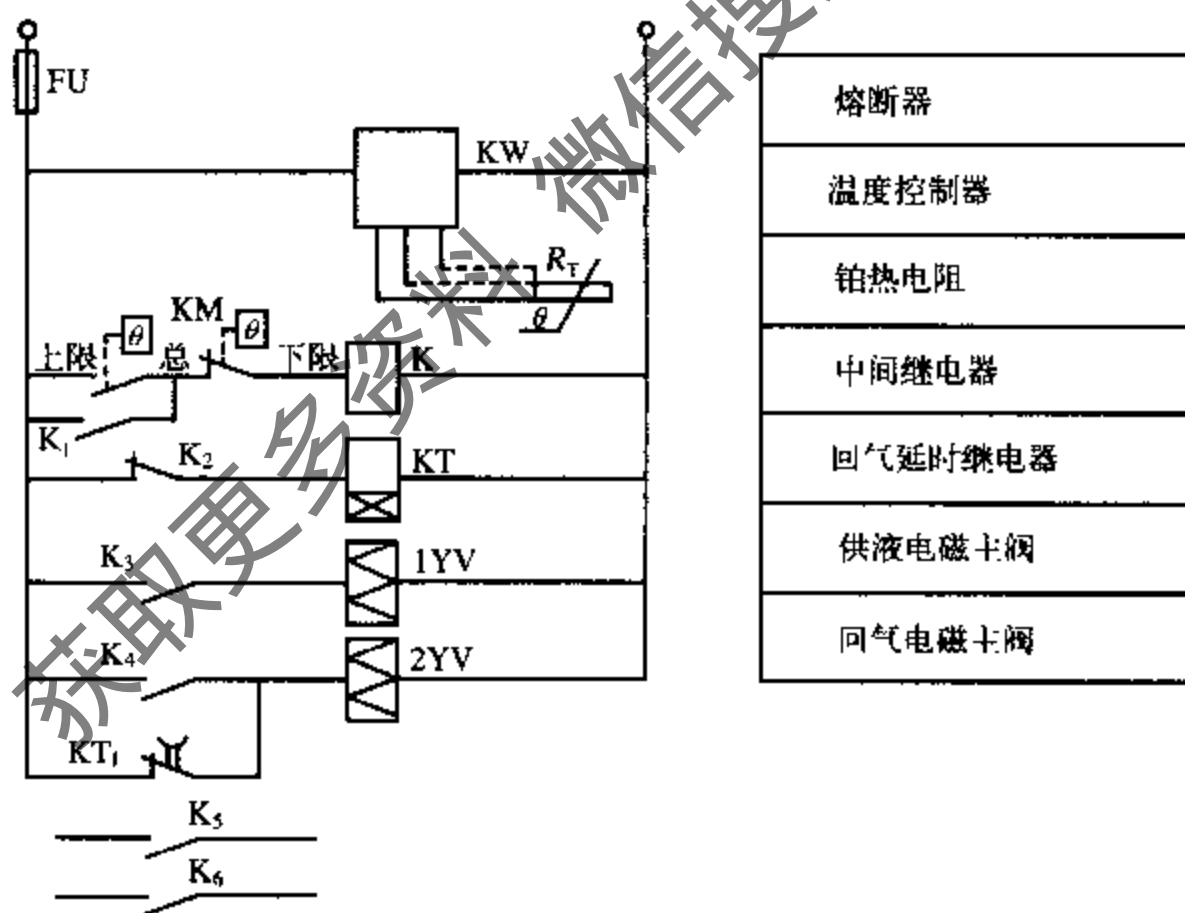 FU
KW
R_T
θ
KM
θ
θ
上限
总
下限
K
K₁
K₂
KT
K₃
1YV
K₄
2YV
KT₁
K₅
K₆
熔断器
温度控制器
铂热电阻
中间继电器
回气延时继电器
供液电磁主阀
回气电磁主阀
获取更多资料 微信搜